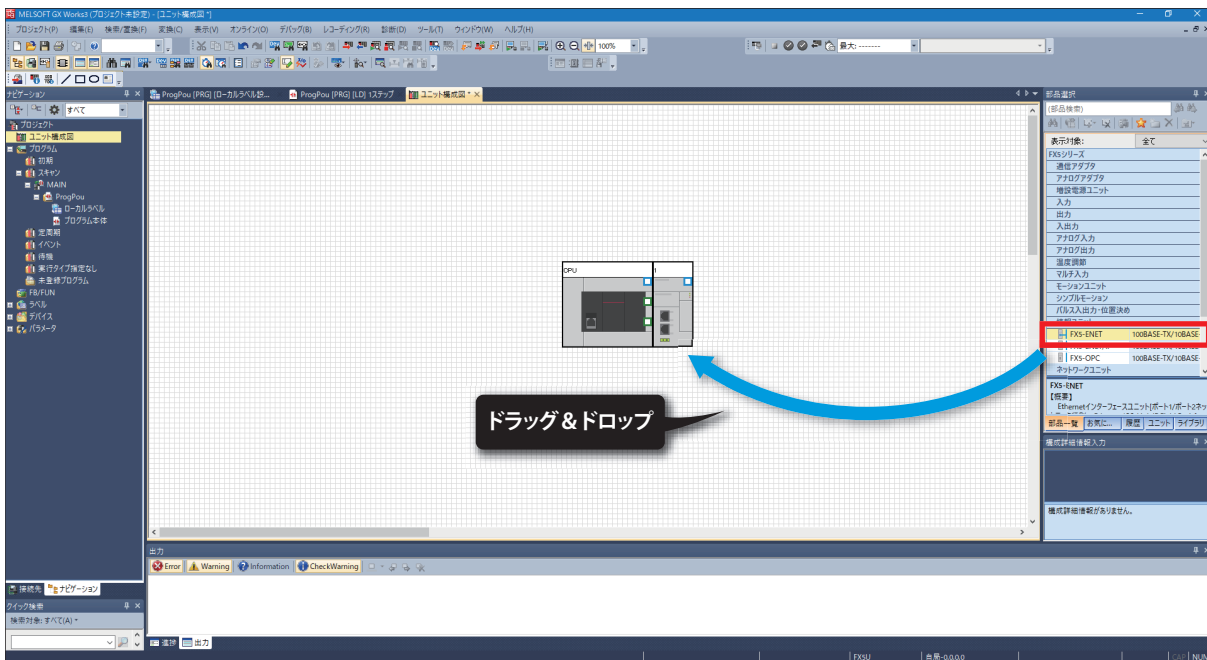 MELSOFT GX Works3 (プロジェクト未設定) - [ユニット構成図 *]
プロジェクト(P) 編集(E) 検索/置換(F) 変換(C) 表示(V) オンライン(O) デバッグ(B) レコーディング(R) 診断(D) ツール(T) ウィンドウ(W) ヘルプ(H)
100%
最大: --------
ナビゲーション
すべて
プロジェクト
ユニット構成図
プログラム
初期
スキャン
MAIN
ProgPou
ローカルラベル
プログラム本体
定周期
イベント
待機
実行タイプ指定なし
未登録プログラム
FB/FUN
ラベル
デバイス
パラメータ
接続先 ナビゲーション
クイック検索
検索対象: すべて(A)
ProgPou [PRG] [ローカルラベル設... ProgPou [PRG] [LD] 1ステップ ユニット構成図 *
CPU 1
ドラッグ&ドロップ
部品選択
(部品検索)
表示対象: 全て
FX5シリーズ
通信アダプタ
アナログアダプタ
増設電源ユニット
入力
出力
入出力
アナログ入力
アナログ出力
温度調節
マルチ入力
モーションユニット
シンプルモーション
パルス入出力・位置決め
FX5-ENET 100BASE-TX/10BASE-
FX5-OPC 100BASE-TX/10BASE-
ネットワークユニット
FX5-ENET
【概要】
Ethernetインターフェースユニット(ポート1/ポート2ネッ
部品一覧 お気に... 履歴 ユニット ライブラリ
構成詳細情報入力
構成詳細情報がありません。
出力
Error Warning Information CheckWarning
進捗 出力
FX5U 自局-0.0.0.0 CAP NUM